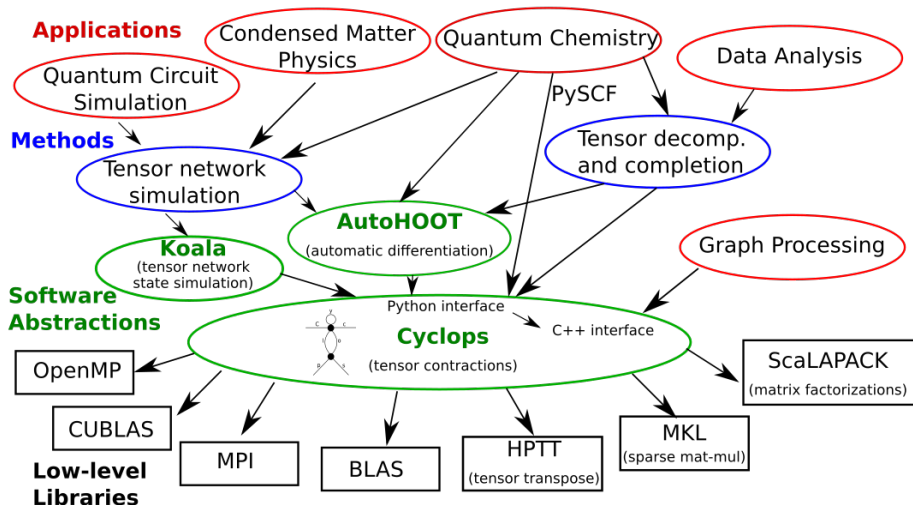 Applications
Condensed Matter
Physics
Quantum Chemistry
Data Analysis
Quantum Circuit
Simulation
PySCF
Methods
Tensor decomp.
and completion
Tensor network
simulation
AutoHOOT
(automatic differentiation)
Koala
(tensor network
state simulation)
Graph Processing
Software
Abstractions
Python interface
C++ interface
Cyclops
(tensor contractions)
OpenMP
ScaLAPACK
(matrix factorizations)
CUBLAS
MPI
BLAS
HPTT
(tensor transpose)
MKL
(sparse mat-mul)
Low-level
Libraries